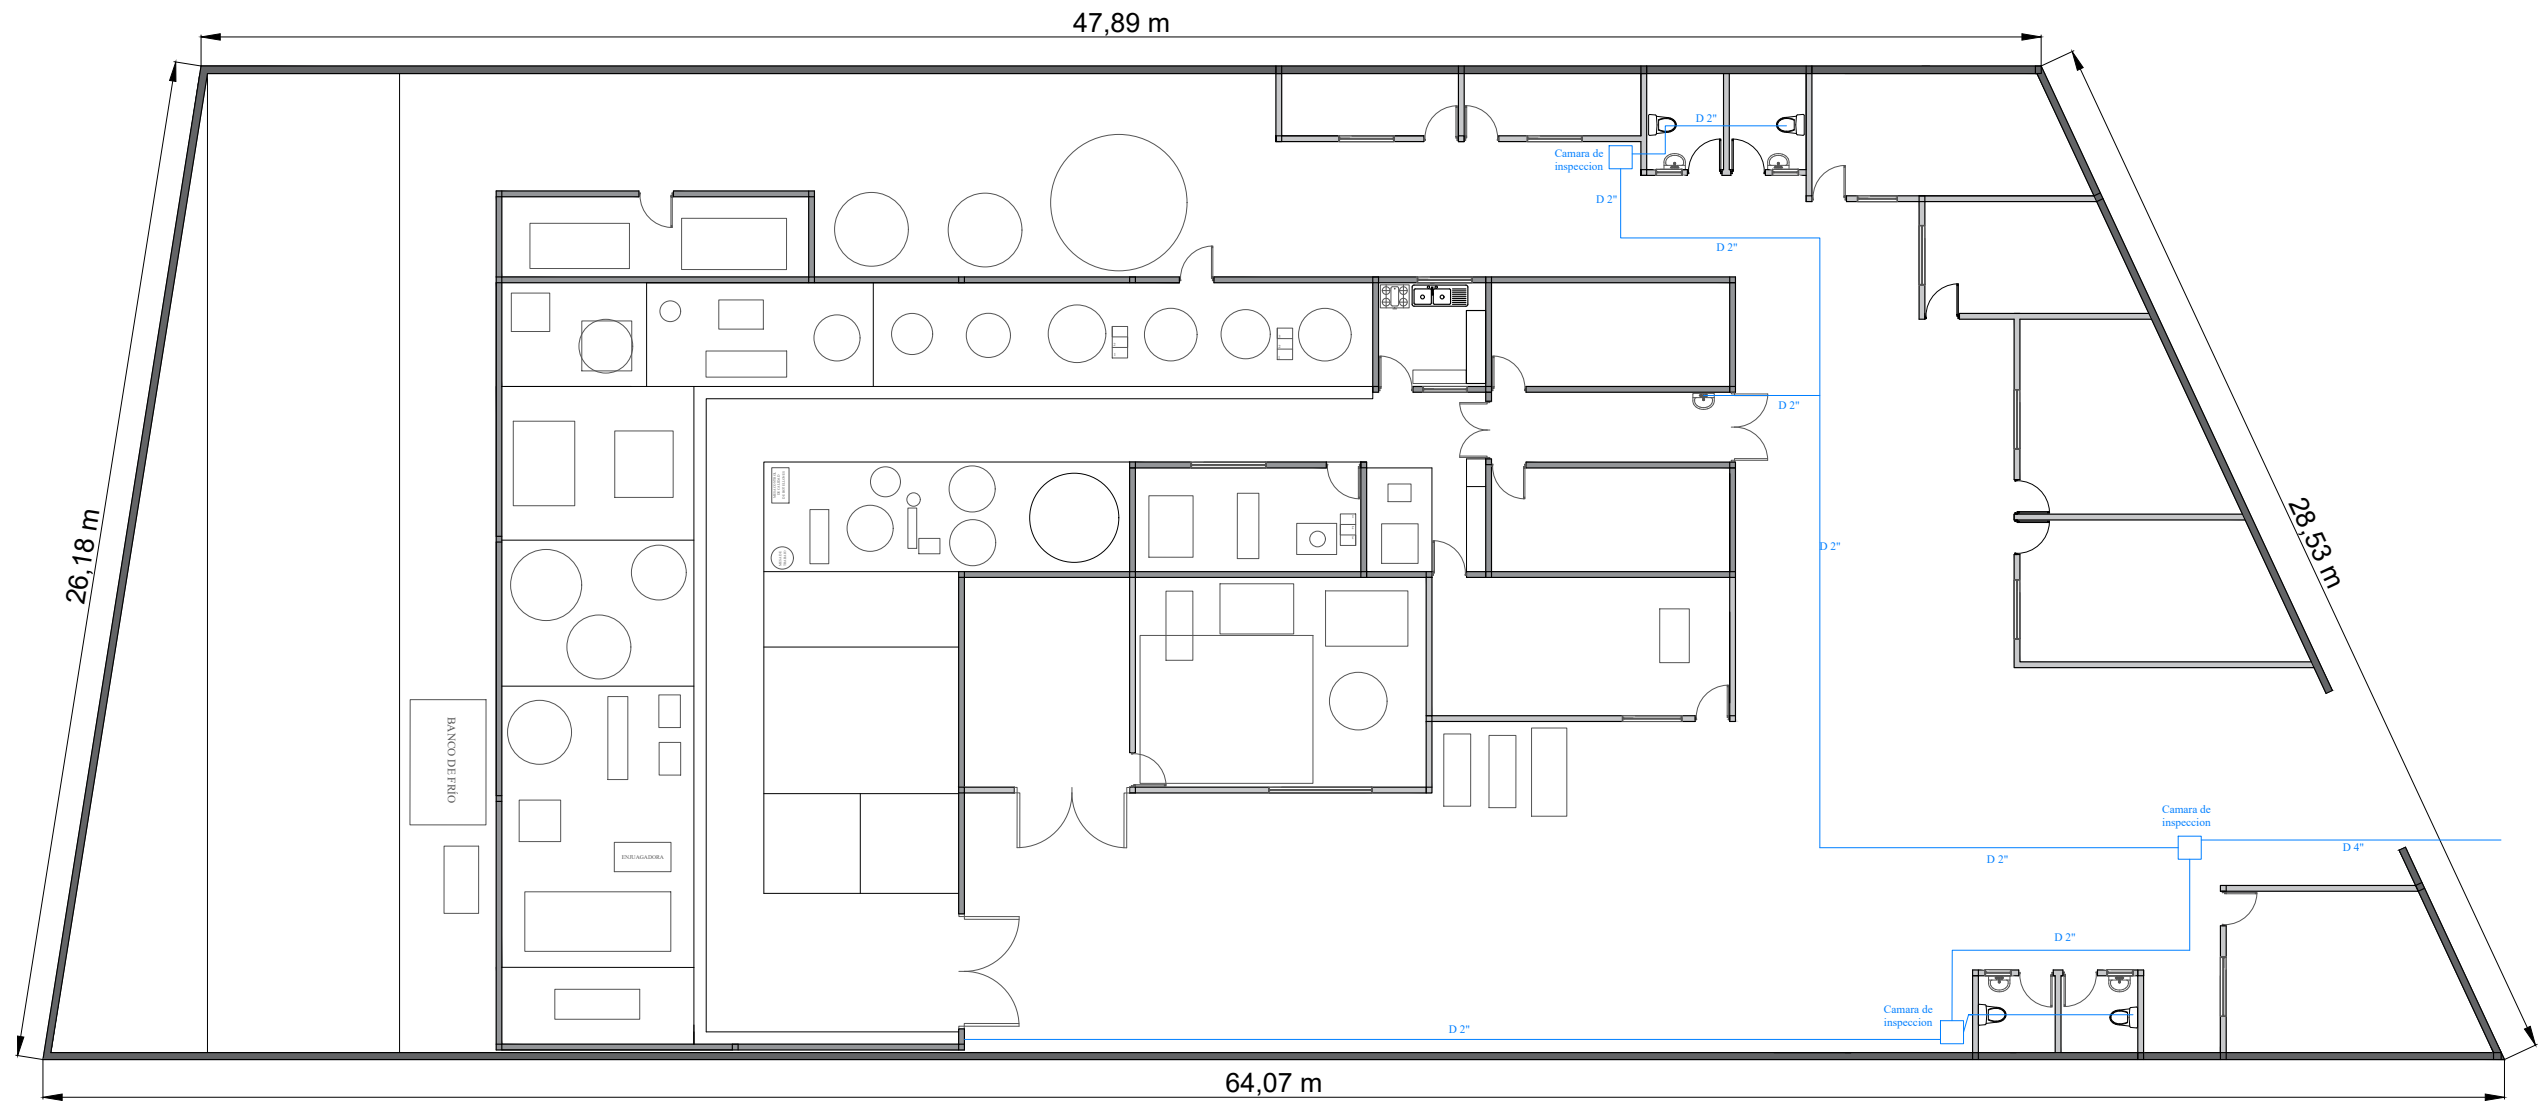 47,89 m
D 2"
Camara de
inspeccion
D 2"
D 2"
D 2"
26,18 m
28,53 m
D 2"
BANCO DE FRÍO
Camara de
inspeccion
D 4"
D 2"
ENJUAGADORA
D 2"
Camara de
inspeccion
D 2"
64,07 m